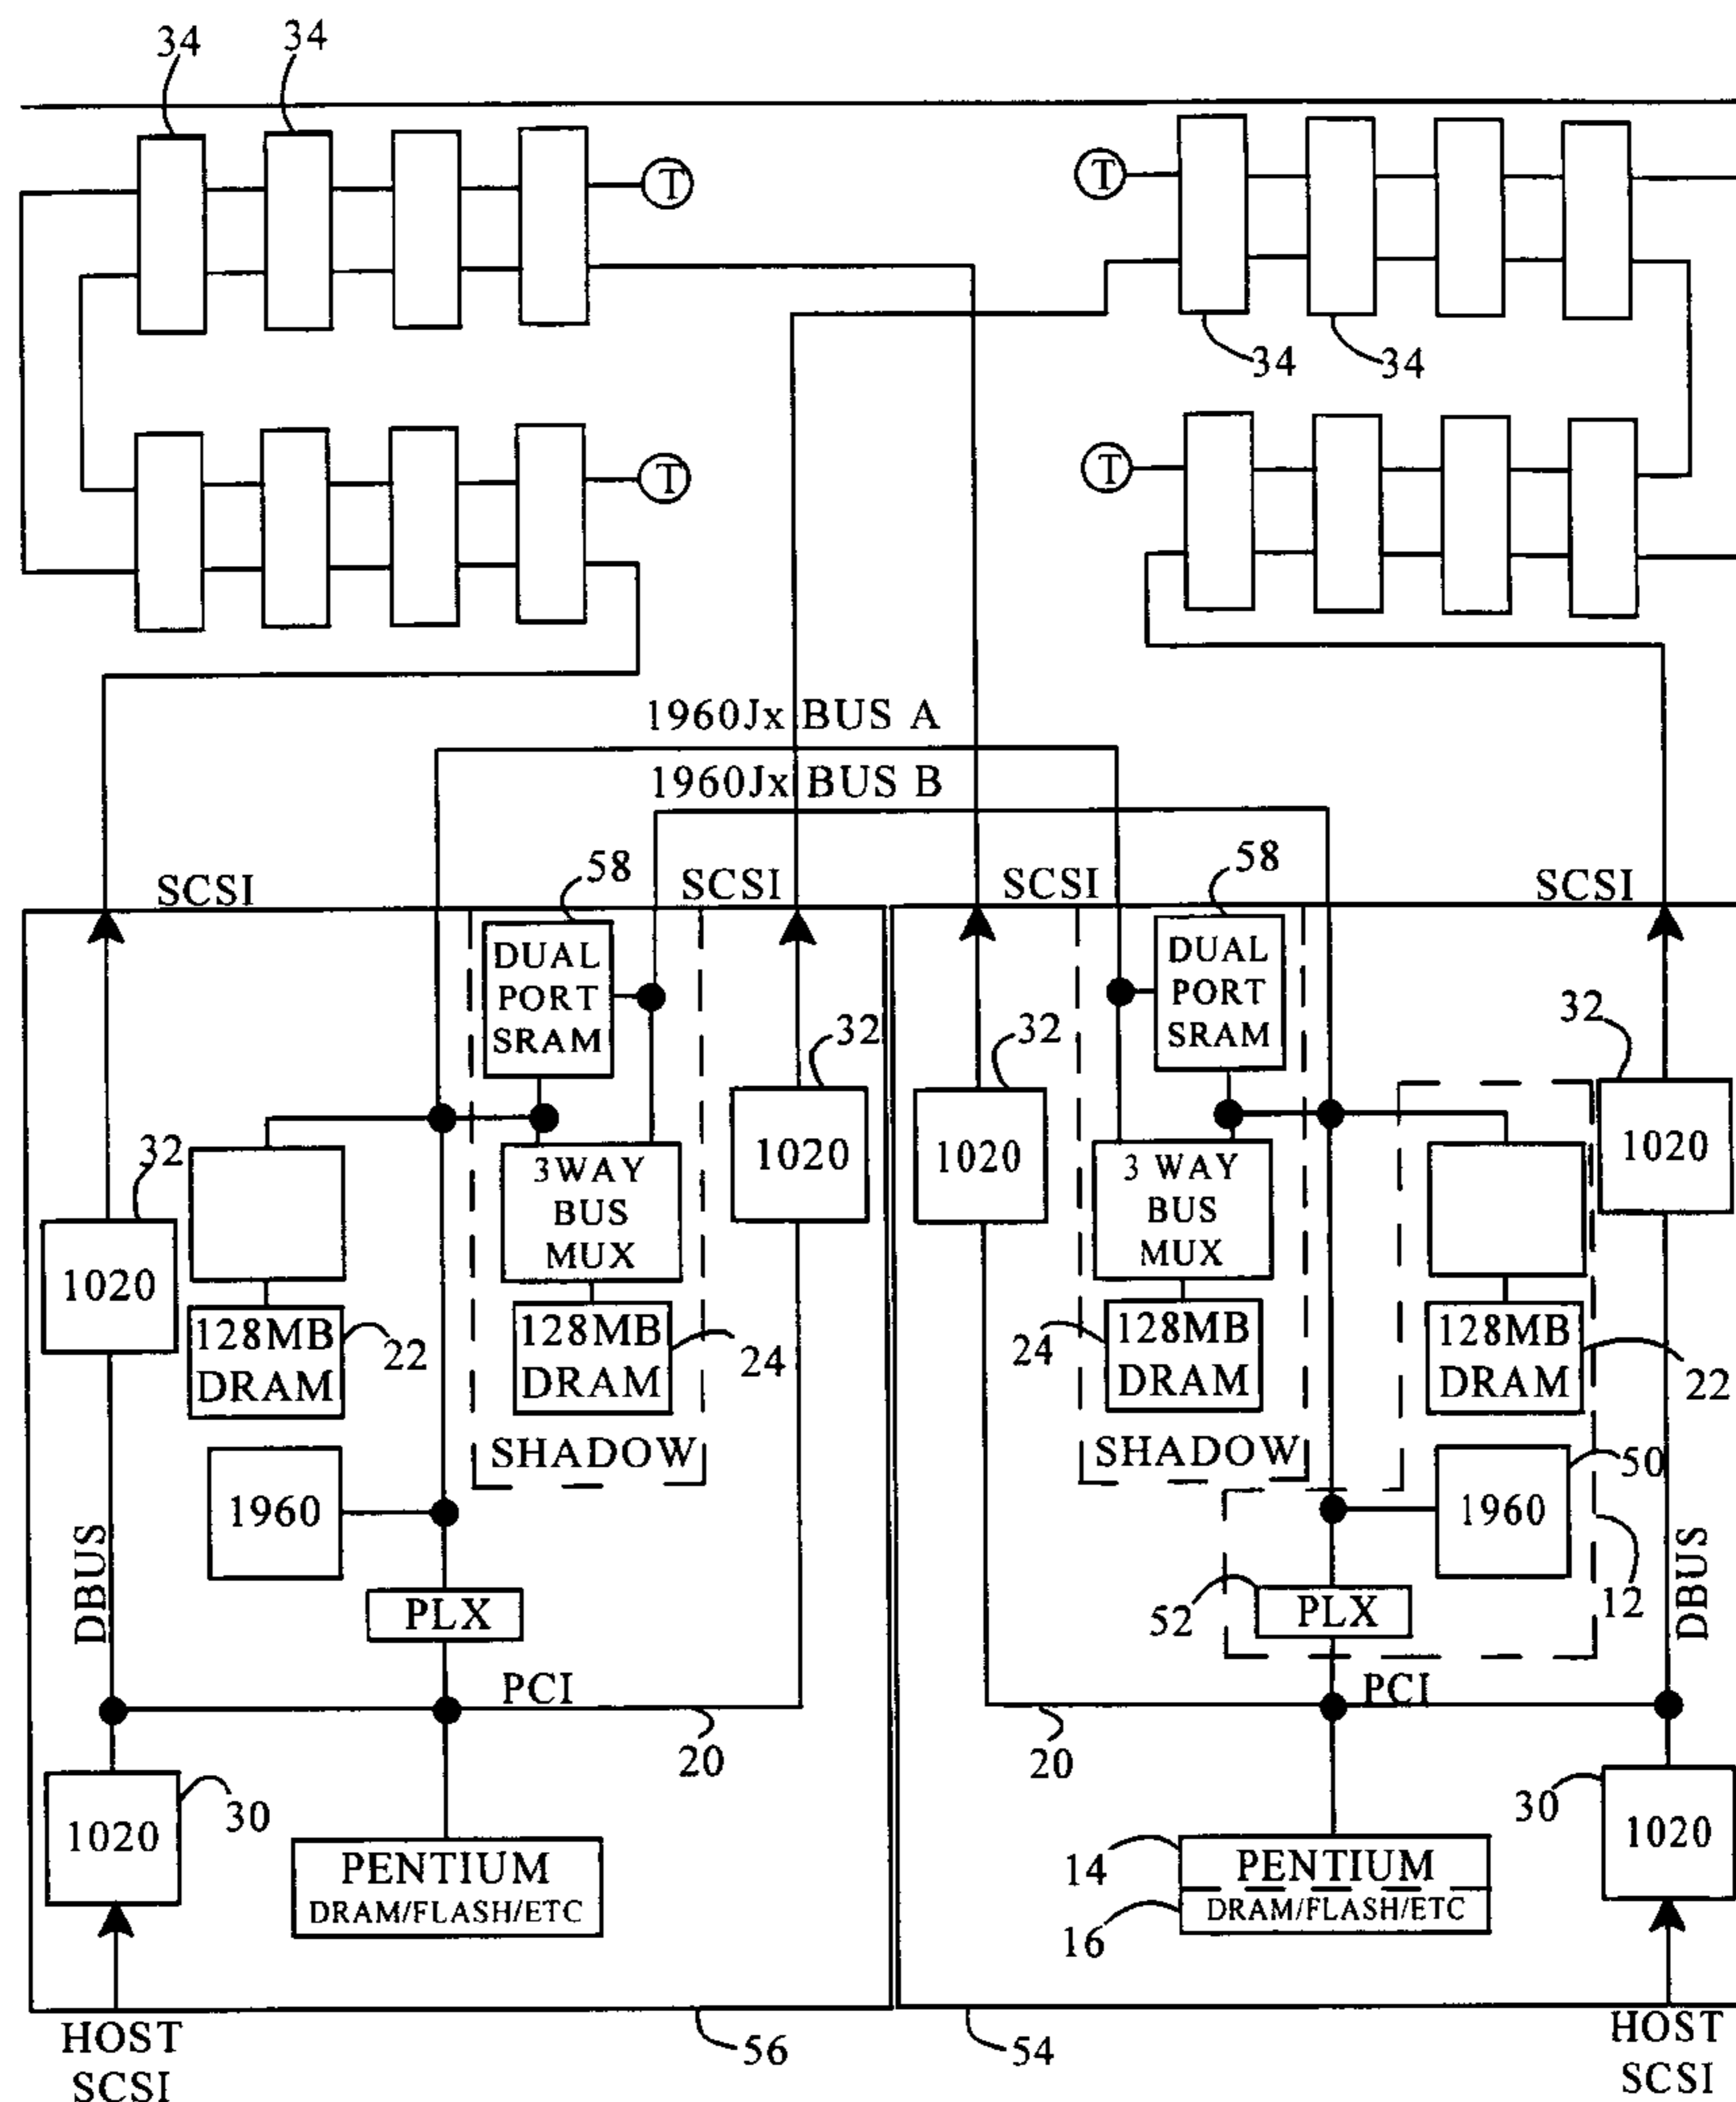 34
34
T
T
34
34
T
T
1960Jx BUS A
1960Jx BUS B
SCSI
58
SCSI
SCSI
58
SCSI
DUAL
PORT
SRAM
DUAL
PORT
SRAM
32
32
32
32
1020
1020
1020
1020
3WAY
BUS
MUX
3 WAY
BUS
MUX
128MB
DRAM
22
128MB
DRAM
24
24
128MB
DRAM
128MB
DRAM
22
SHADOW
SHADOW
50
1960
1960
12
DBUS
DBUS
PLX
52
PLX
PCI
PCI
20
20
30
30
1020
1020
PENTIUM
DRAM/FLASH/ETC
14
PENTIUM
16
DRAM/FLASH/ETC
HOST
SCSI
56
54
HOST
SCSI